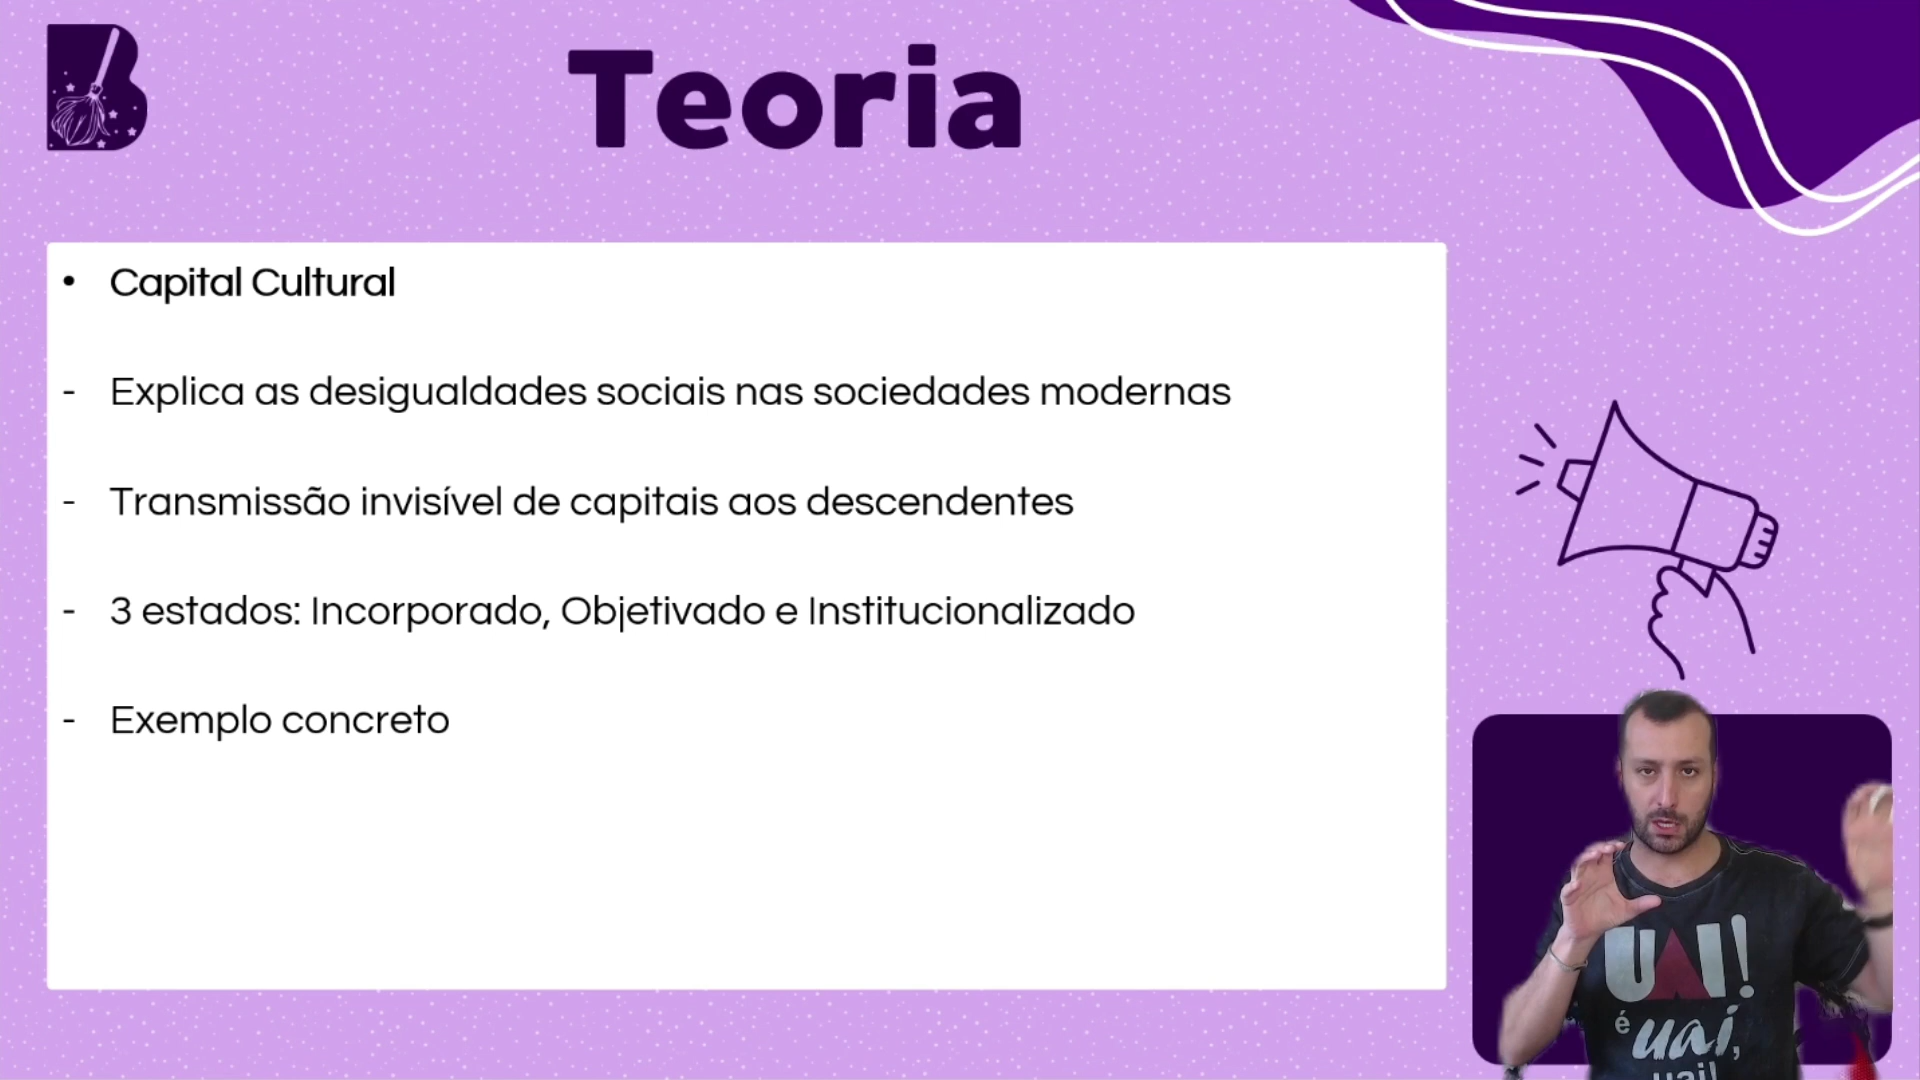 B
Teoria
• Capital Cultural
- Explica as desigualdades sociais nas sociedades modernas
- Transmissão invisível de capitais aos descendentes
- 3 estados: Incorporado, Objetivado e Institucionalizado
- Exemplo concreto
UAI!
é uai,
uai!